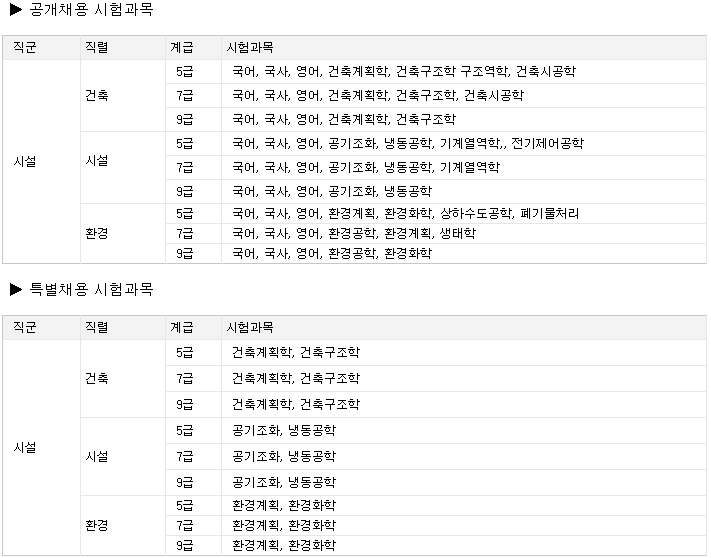 ▶ 공개채용 시험과목
직군 직렬 계급 시험과목
시설 건축 5급 국어, 국사, 영어, 건축계획학, 건축구조학 구조역학, 건축시공학
7급 국어, 국사, 영어, 건축계획학, 건축구조학, 건축시공학
9급 국어, 국사, 영어, 건축계획학, 건축구조학
시설 5급 국어, 국사, 영어, 공기조화, 냉동공학, 기계열역학,, 전기제어공학
7급 국어, 국사, 영어, 공기조화, 냉동공학, 기계열역학
9급 국어, 국사, 영어, 공기조화, 냉동공학
환경 5급 국어, 국사, 영어, 환경계획, 환경화학, 상하수도공학, 폐기물처리
7급 국어, 국사, 영어, 환경공학, 환경계획, 생태학
9급 국어, 국사, 영어, 환경공학, 환경화학
▶ 특별채용 시험과목
직군 직렬 계급 시험과목
시설 건축 5급 건축계획학, 건축구조학
7급 건축계획학, 건축구조학
9급 건축계획학, 건축구조학
시설 5급 공기조화, 냉동공학
7급 공기조화, 냉동공학
9급 공기조화, 냉동공학
환경 5급 환경계획, 환경화학
7급 환경계획, 환경화학
9급 환경계획, 환경화학